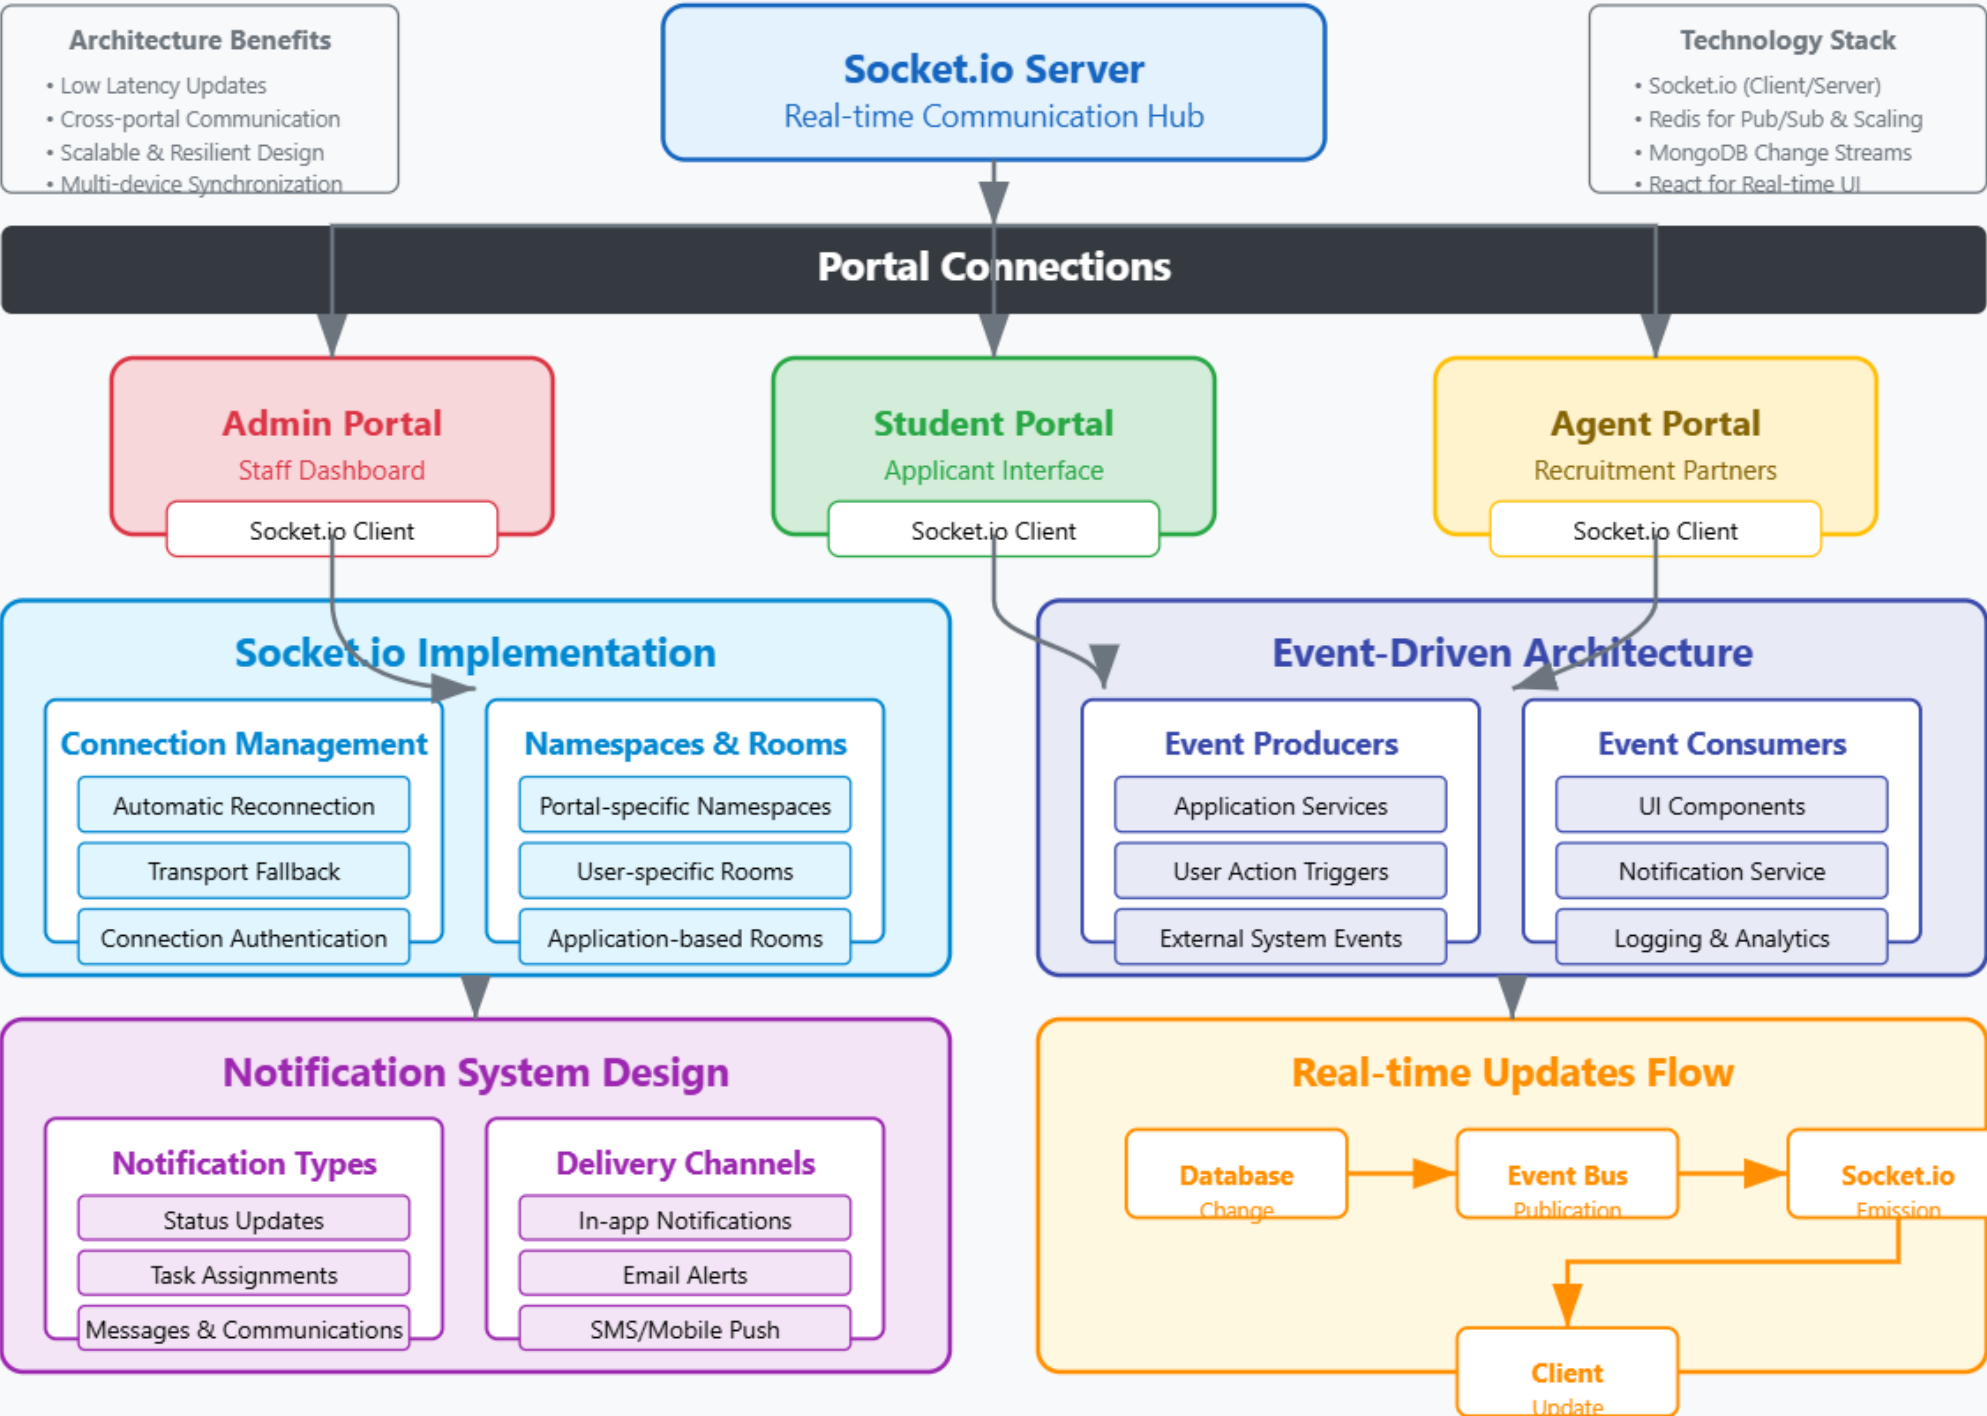 Architecture Benefits
• Low Latency Updates
• Cross-portal Communication
• Scalable & Resilient Design
• Multi-device Synchronization
Socket.io Server
Real-time Communication Hub
Technology Stack
• Socket.io (Client/Server)
• Redis for Pub/Sub & Scaling
• MongoDB Change Streams
• React for Real-time UI
Portal Connections
Admin Portal
Staff Dashboard
Socket.io Client
Student Portal
Applicant Interface
Socket.io Client
Agent Portal
Recruitment Partners
Socket.io Client
Socket.io Implementation
Connection Management
Automatic Reconnection
Transport Fallback
Connection Authentication
Namespaces & Rooms
Portal-specific Namespaces
User-specific Rooms
Application-based Rooms
Event-Driven Architecture
Event Producers
Application Services
User Action Triggers
External System Events
Event Consumers
UI Components
Notification Service
Logging & Analytics
Notification System Design
Notification Types
Status Updates
Task Assignments
Messages & Communications
Delivery Channels
In-app Notifications
Email Alerts
SMS/Mobile Push
Real-time Updates Flow
Database
Change
Event Bus
Publication
Socket.io
Emission
Client
Update